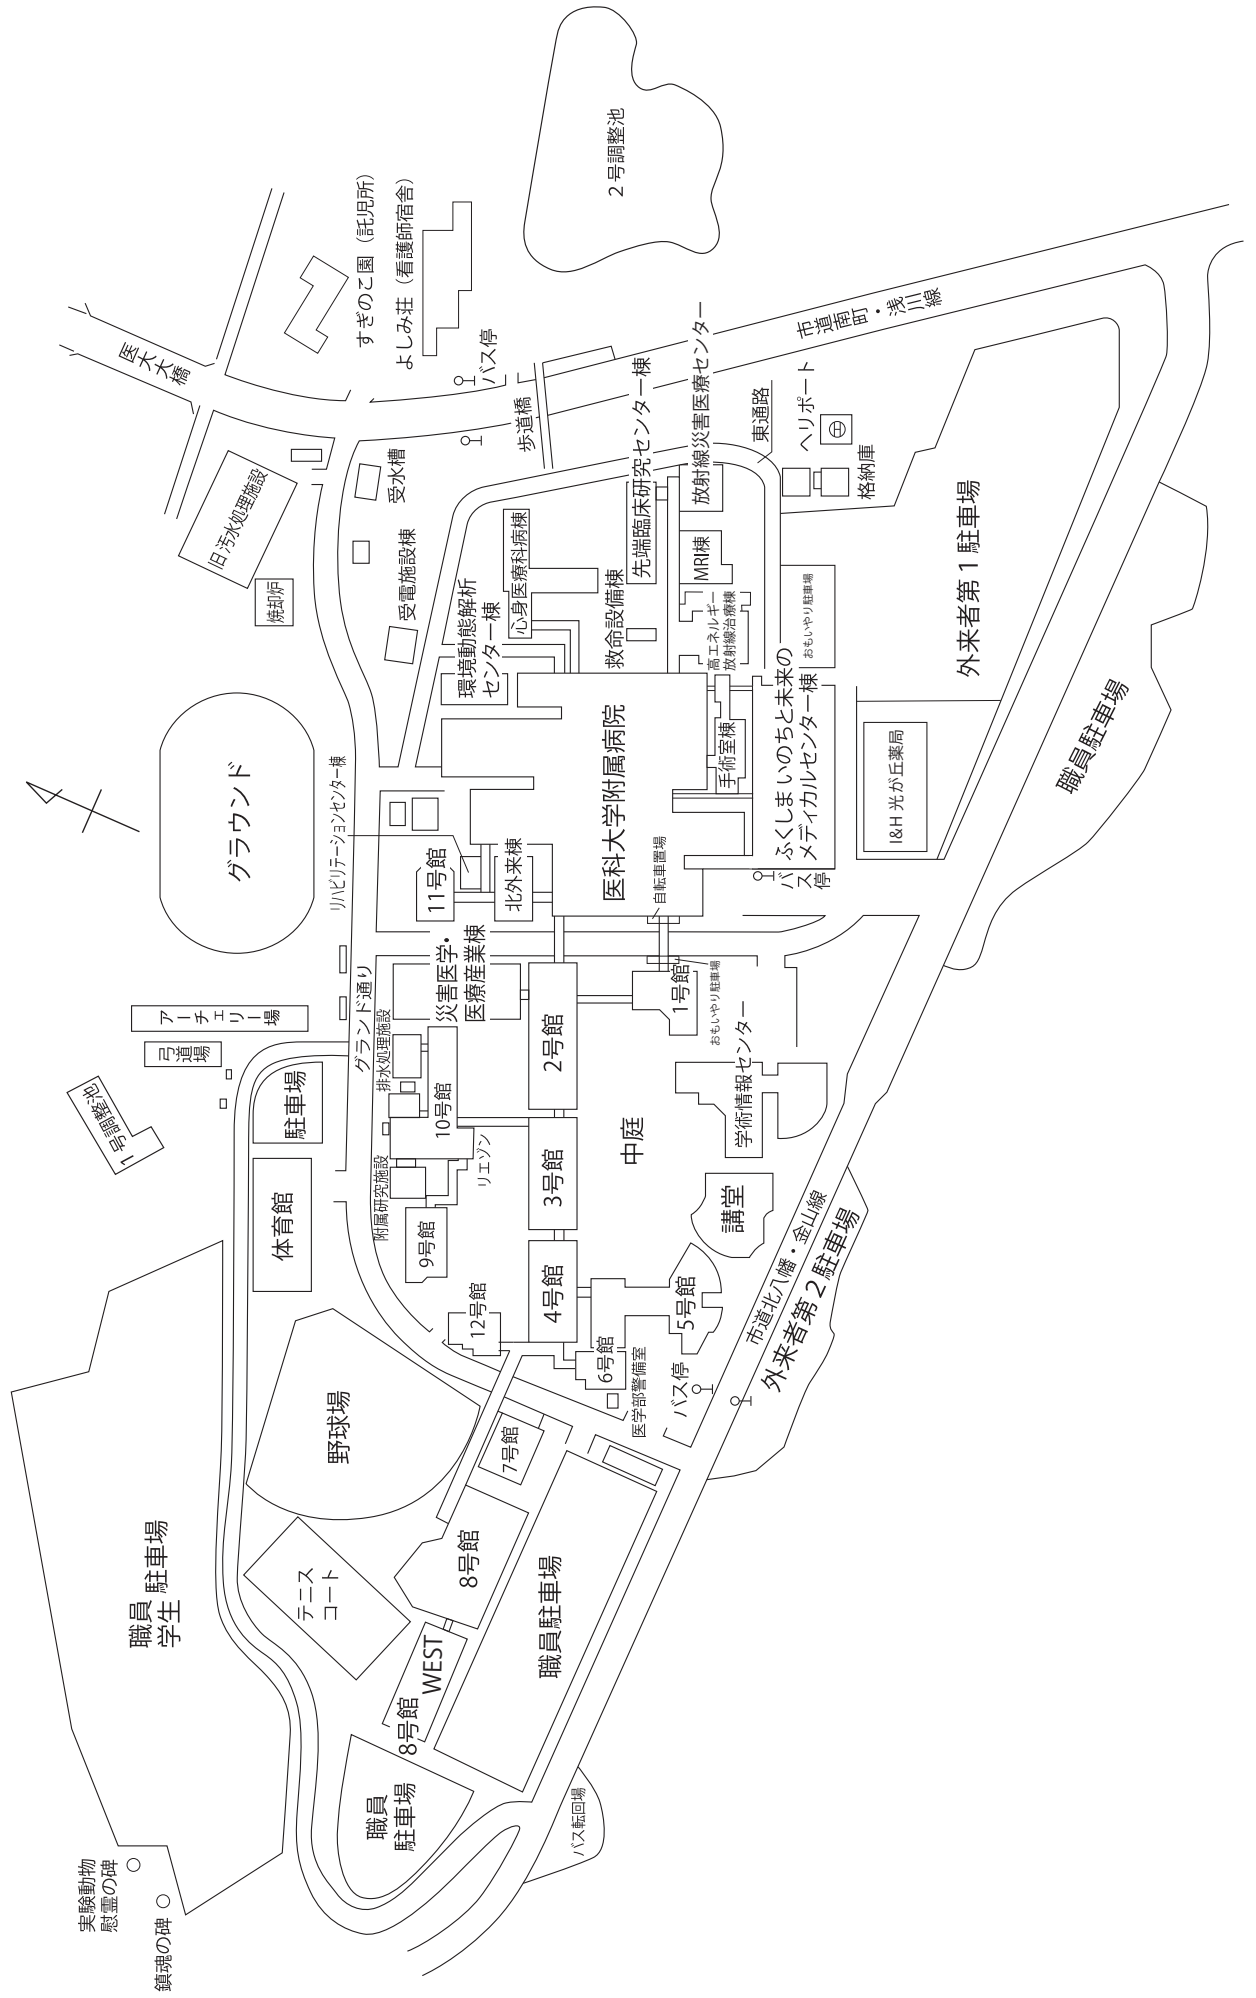 実験動物
慰霊の碑
鎮魂の碑
職員
学生
駐車場
1号調整池
弓道場
アーチェリー場
グラウンド
焼却炉
旧汚水処理施設
医大大橋
すぎのこ園（託児所）
よしみ荘（看護師宿舎）
バス停
歩道橋
2号調整池
受水槽
受電施設棟
駐車場
体育館
野球場
テニス
コート
職員
駐車場
8号館
WEST
8号館
7号館
職員駐車場
バス転回場
グランド通り
リハビリテーションセンター棟
排水処理施設
附属研究施設
リエゾン
9号館
10号館
11号館
12号館
北外来棟
災害医学・
医療産業棟
環境動態解析
センター棟
心身医療科病棟
救命設備棟
先端臨床研究センター棟
放射線災害医療センター
MRI棟
高エネルギー
放射線治療棟
東通路
ヘリポート
格納庫
市道南町・浅川線
医科大学附属病院
手術室棟
ふくしま いのちと未来の
メディカルセンター棟
おもいやり駐車場
自転車置場
バス停
1号館
おもいやり駐車場
2号館
3号館
4号館
5号館
6号館
中庭
学術情報センター
講堂
医学部警備室
バス停
市道北八幡・金山線
外来者第2駐車場
I&H 光が丘薬局
外来者第1駐車場
職員駐車場